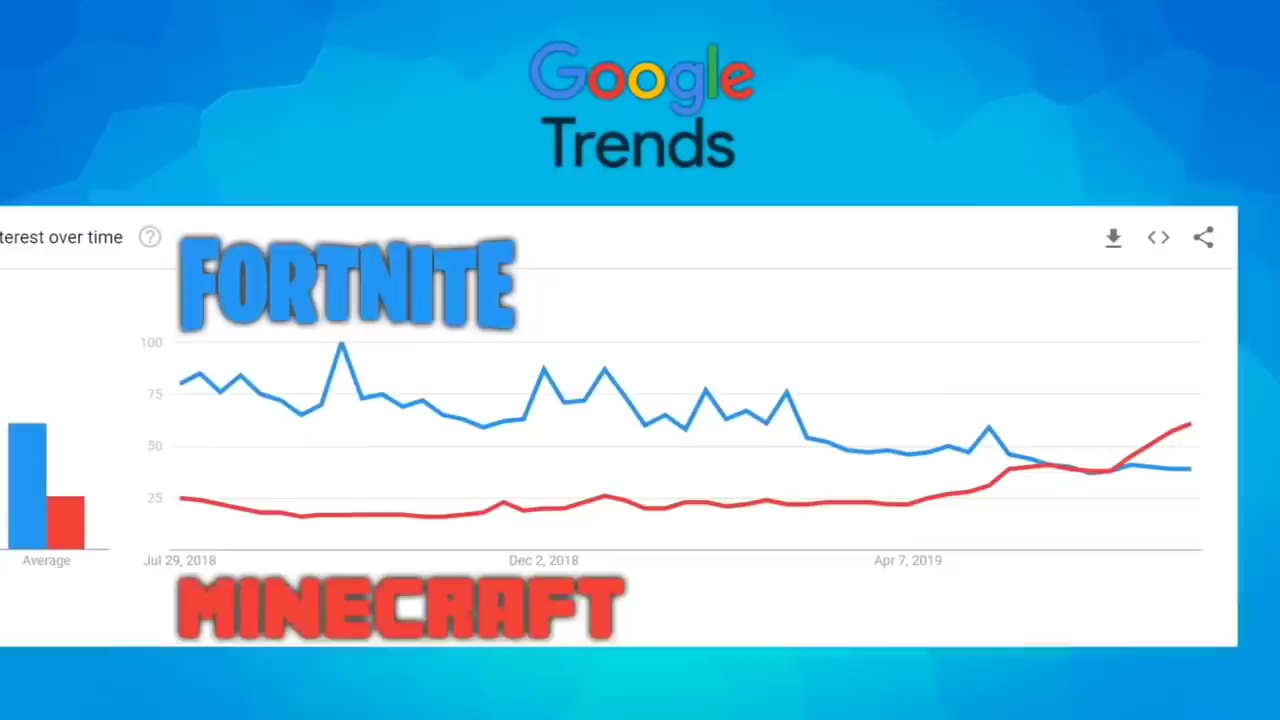 Google
Trends
terest over time ?
FORTNITE
100
75
50
25
Average
Jul 29, 2018 Dec 2, 2018 Apr 7, 2019
MINECRAFT